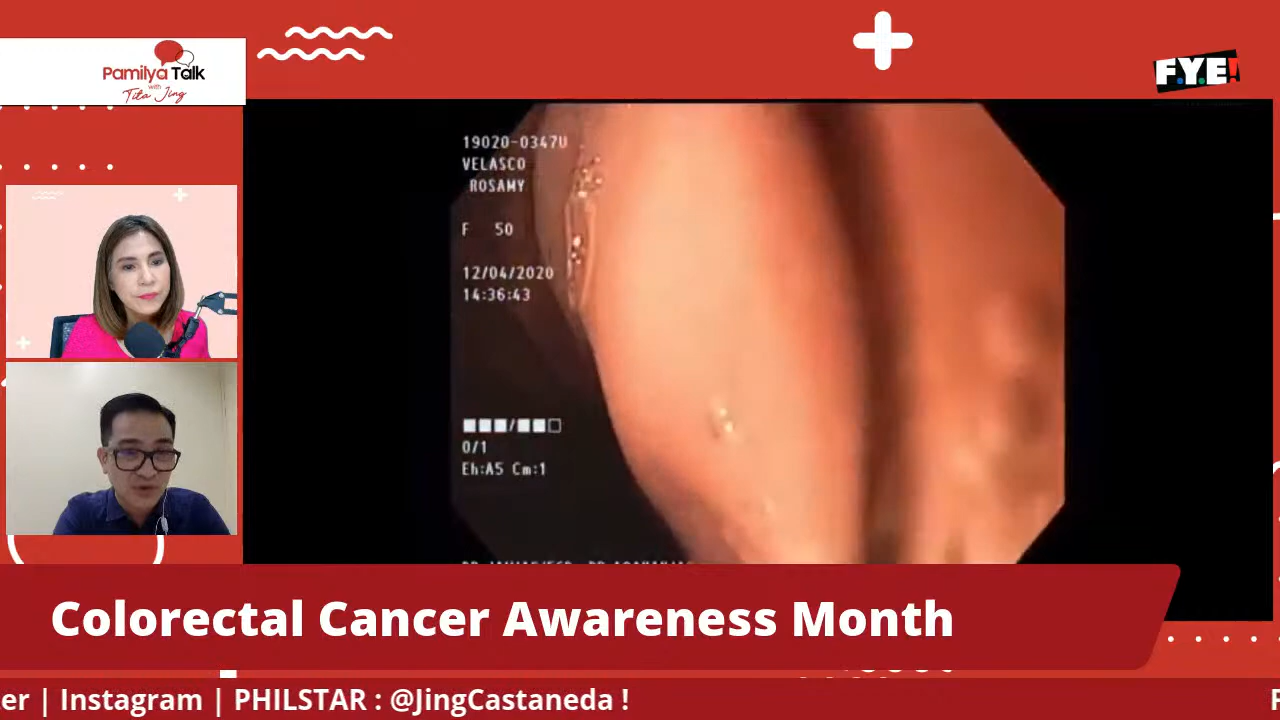 Pamilya Talk
with
Tita Jing
F.Y.E!
19020-0347U
VELASCO
ROSAMY
F 50
12/04/2020
14:36:43
0/1
Eh:A5 Cm:1
Colorectal Cancer Awareness Month
er | Instagram | PHILSTAR : @JingCastaneda !